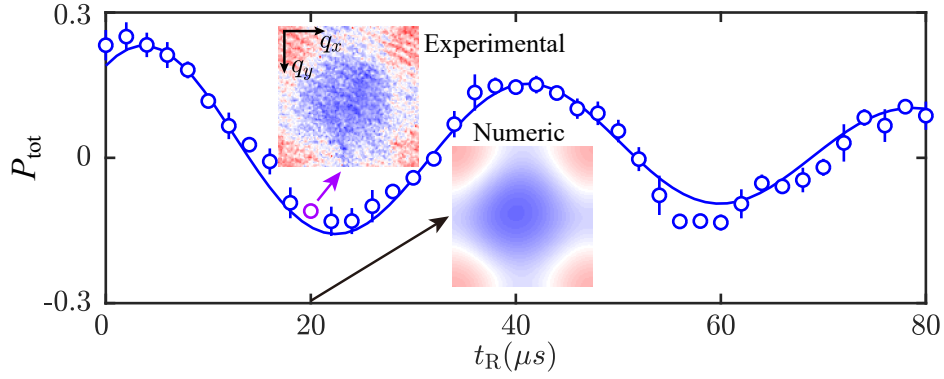 0.3
q_x
q_y
Experimental
Numeric
P_tot
0
-0.3
0
20
40
60
80
t_R(μs)